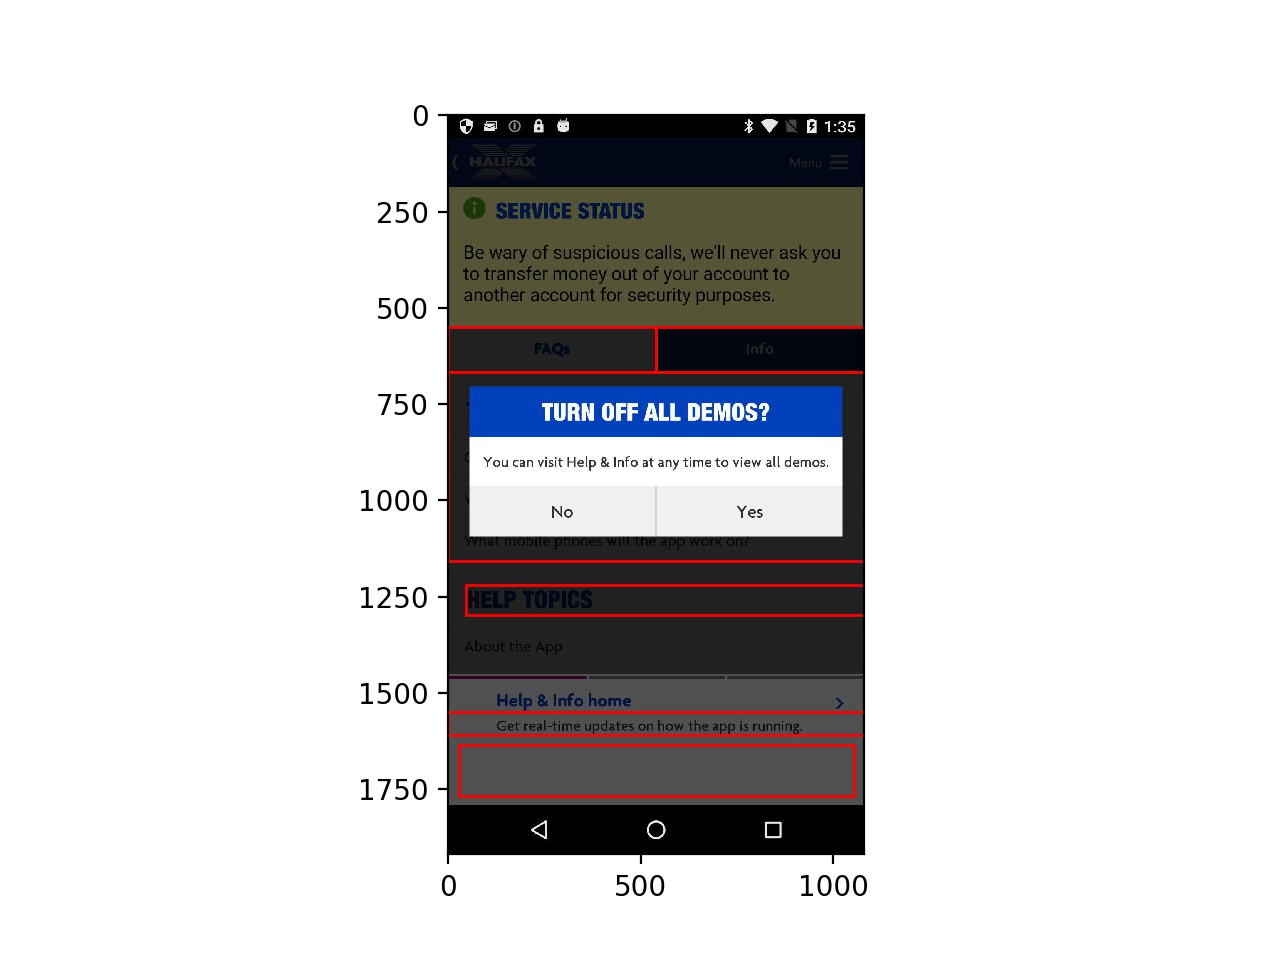 0
250
500
750
1000
1250
1500
1750
0
500
1000
1:35
HALIFAX
Menu
SERVICE STATUS
Be wary of suspicious calls, we'll never ask you
to transfer money out of your account to
another account for security purposes.
FAQs
Info
TURN OFF ALL DEMOS?
You can visit Help & Info at any time to view all demos.
No
Yes
What mobile phones will the app work on?
HELP TOPICS
About the App
Help & Info home
Get real-time updates on how the app is running.